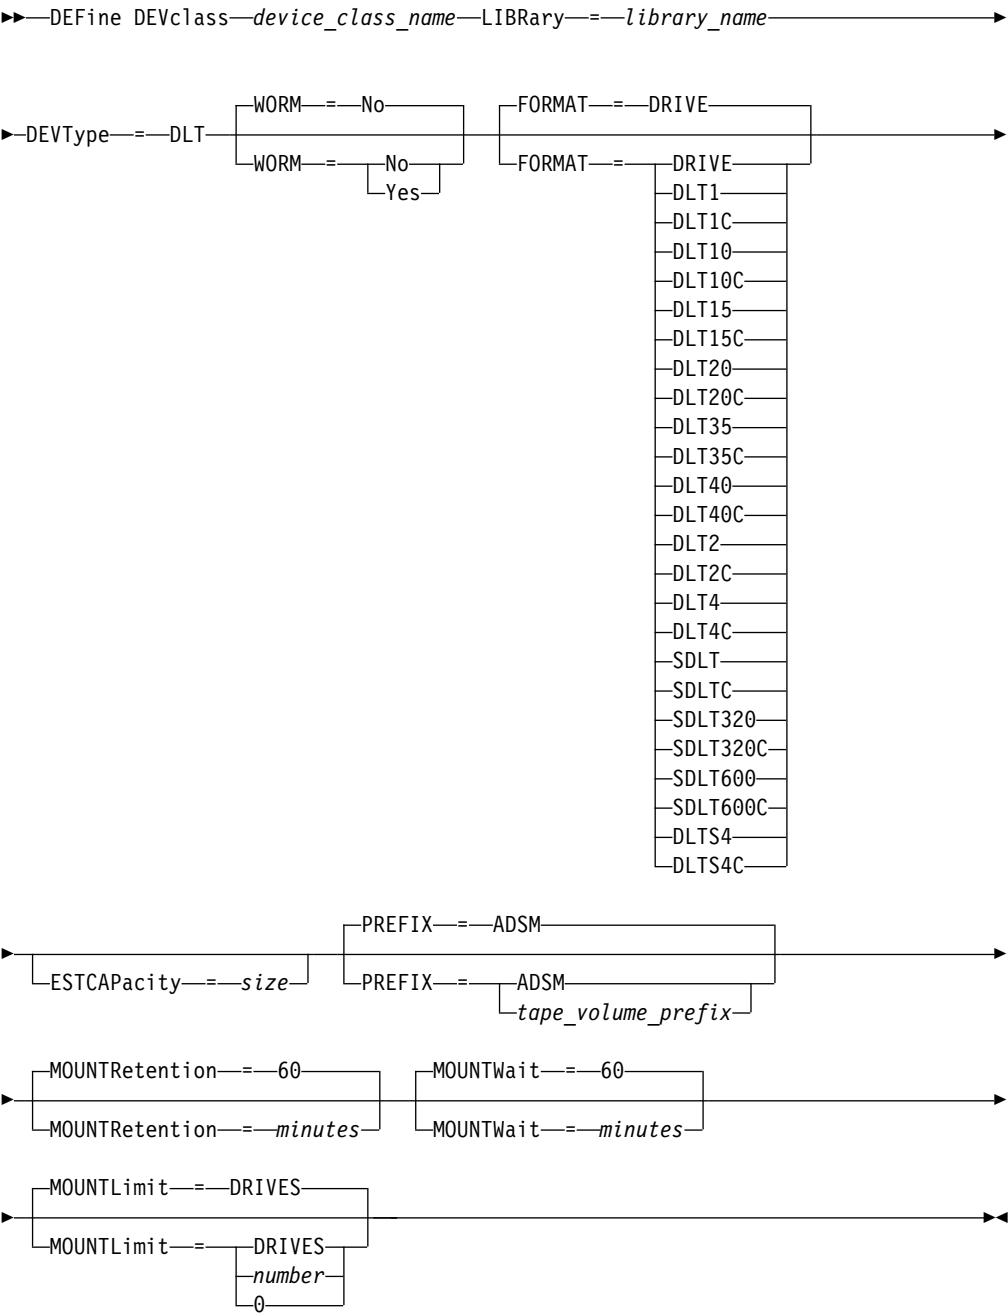 DEFine DEVclass device_class_name LIBRary = library_name
WORM = No FORMAT = DRIVE
DEVType = DLT
WORM = No FORMAT = DRIVE
Yes DLT1
DLT1C
DLT10
DLT10C
DLT15
DLT15C
DLT20
DLT20C
DLT35
DLT35C
DLT40
DLT40C
DLT2
DLT2C
DLT4
DLT4C
SDLT
SDLTC
SDLT320
SDLT320C
SDLT600
SDLT600C
DLTS4
DLTS4C
PREFIX = ADSM
ESTCAPacity = size PREFIX = ADSM
tape_volume_prefix
MOUNTRetention = 60 MOUNTWait = 60
MOUNTRetention = minutes MOUNTWait = minutes
MOUNTLimit = DRIVES
MOUNTLimit = DRIVES
number
0